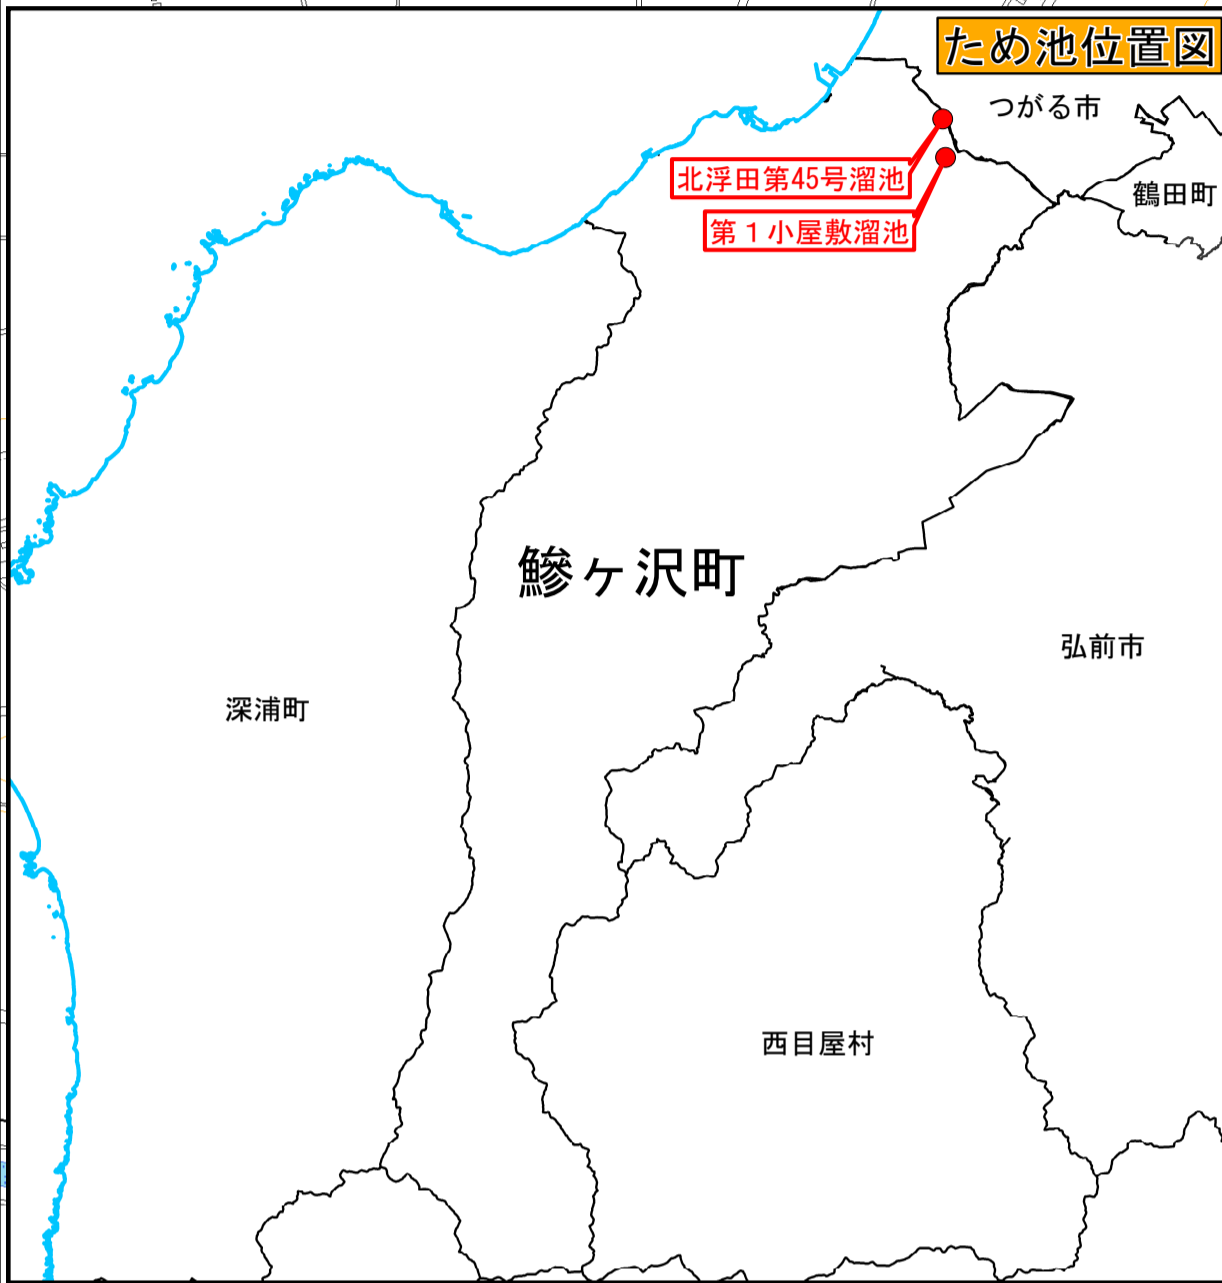 ため池位置図
つがる市
鶴田町
北浮田第45号溜池
第1小屋敷溜池
鰺ヶ沢町
弘前市
深浦町
西目屋村